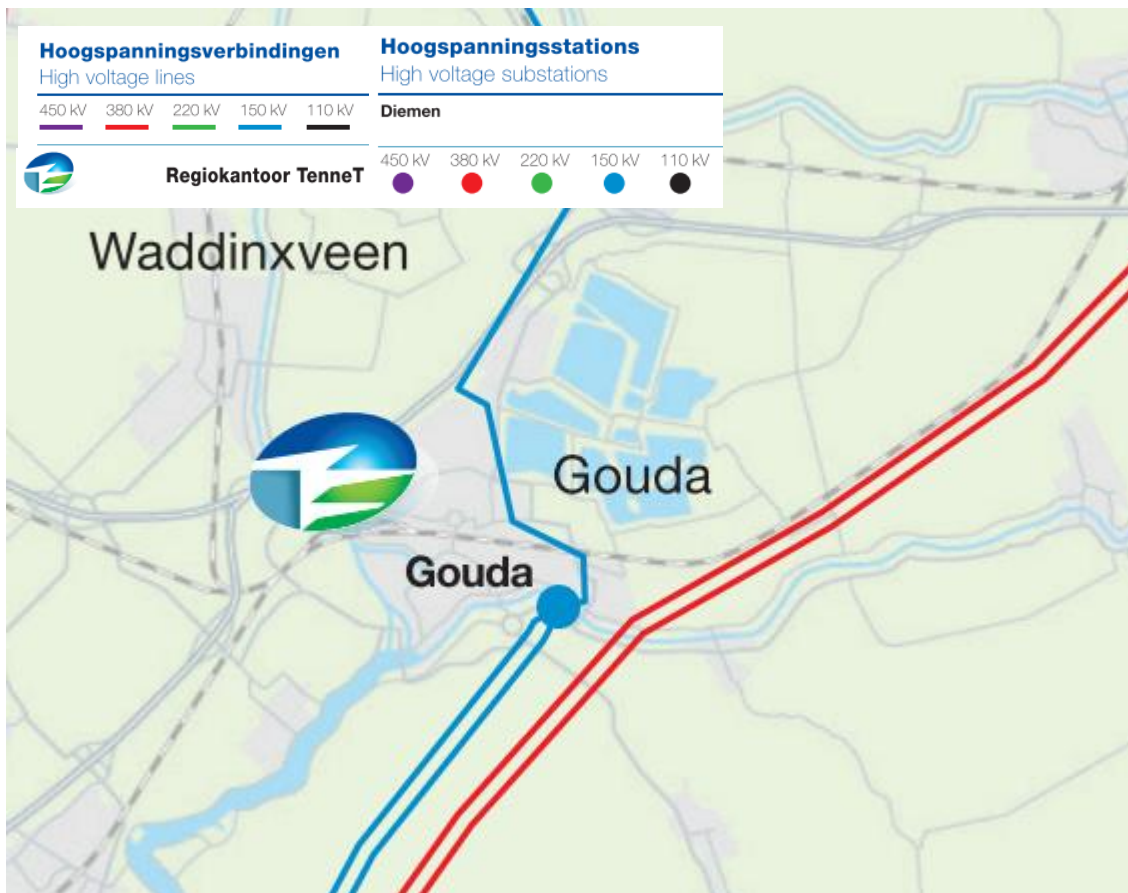 Hoogspanningsverbindingen
High voltage lines
450 kV 380 kV 220 kV 150 kV 110 kV
Regiokantoor TenneT
Hoogspanningsstations
High voltage substations
Diemen
450 kV 380 kV 220 kV 150 kV 110 kV
Waddinxveen
Gouda
Gouda